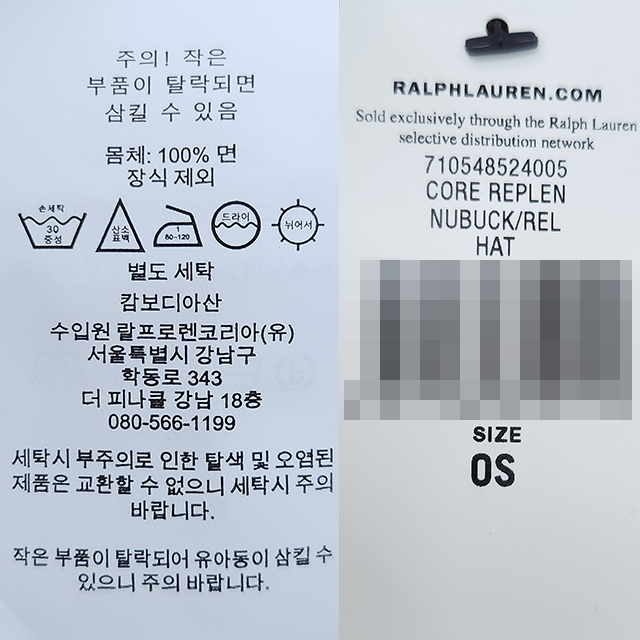 주의! 작은
부품이 탈락되면
삼킬 수 있음
몸체: 100% 면
장식 제외
손세탁
30
중성
산소
표백
1
80-120
드라이
뉘어서
별도 세탁
캄보디아산
수입원 랄프로렌코리아(유)
서울특별시 강남구
학동로 343
더 피나클 강남 18층
080-566-1199
세탁시 부주의로 인한 탈색 및 오염된
제품은 교환할 수 없으니 세탁시 주의
바랍니다.
작은 부품이 탈락되어 유아동이 삼킬 수
있으니 주의 바랍니다.
RALPHLAUREN.COM
Sold exclusively through the Ralph Lauren
selective distribution network
710548524005
CORE REPLEN
NUBUCK/REL
HAT
SIZE
OS